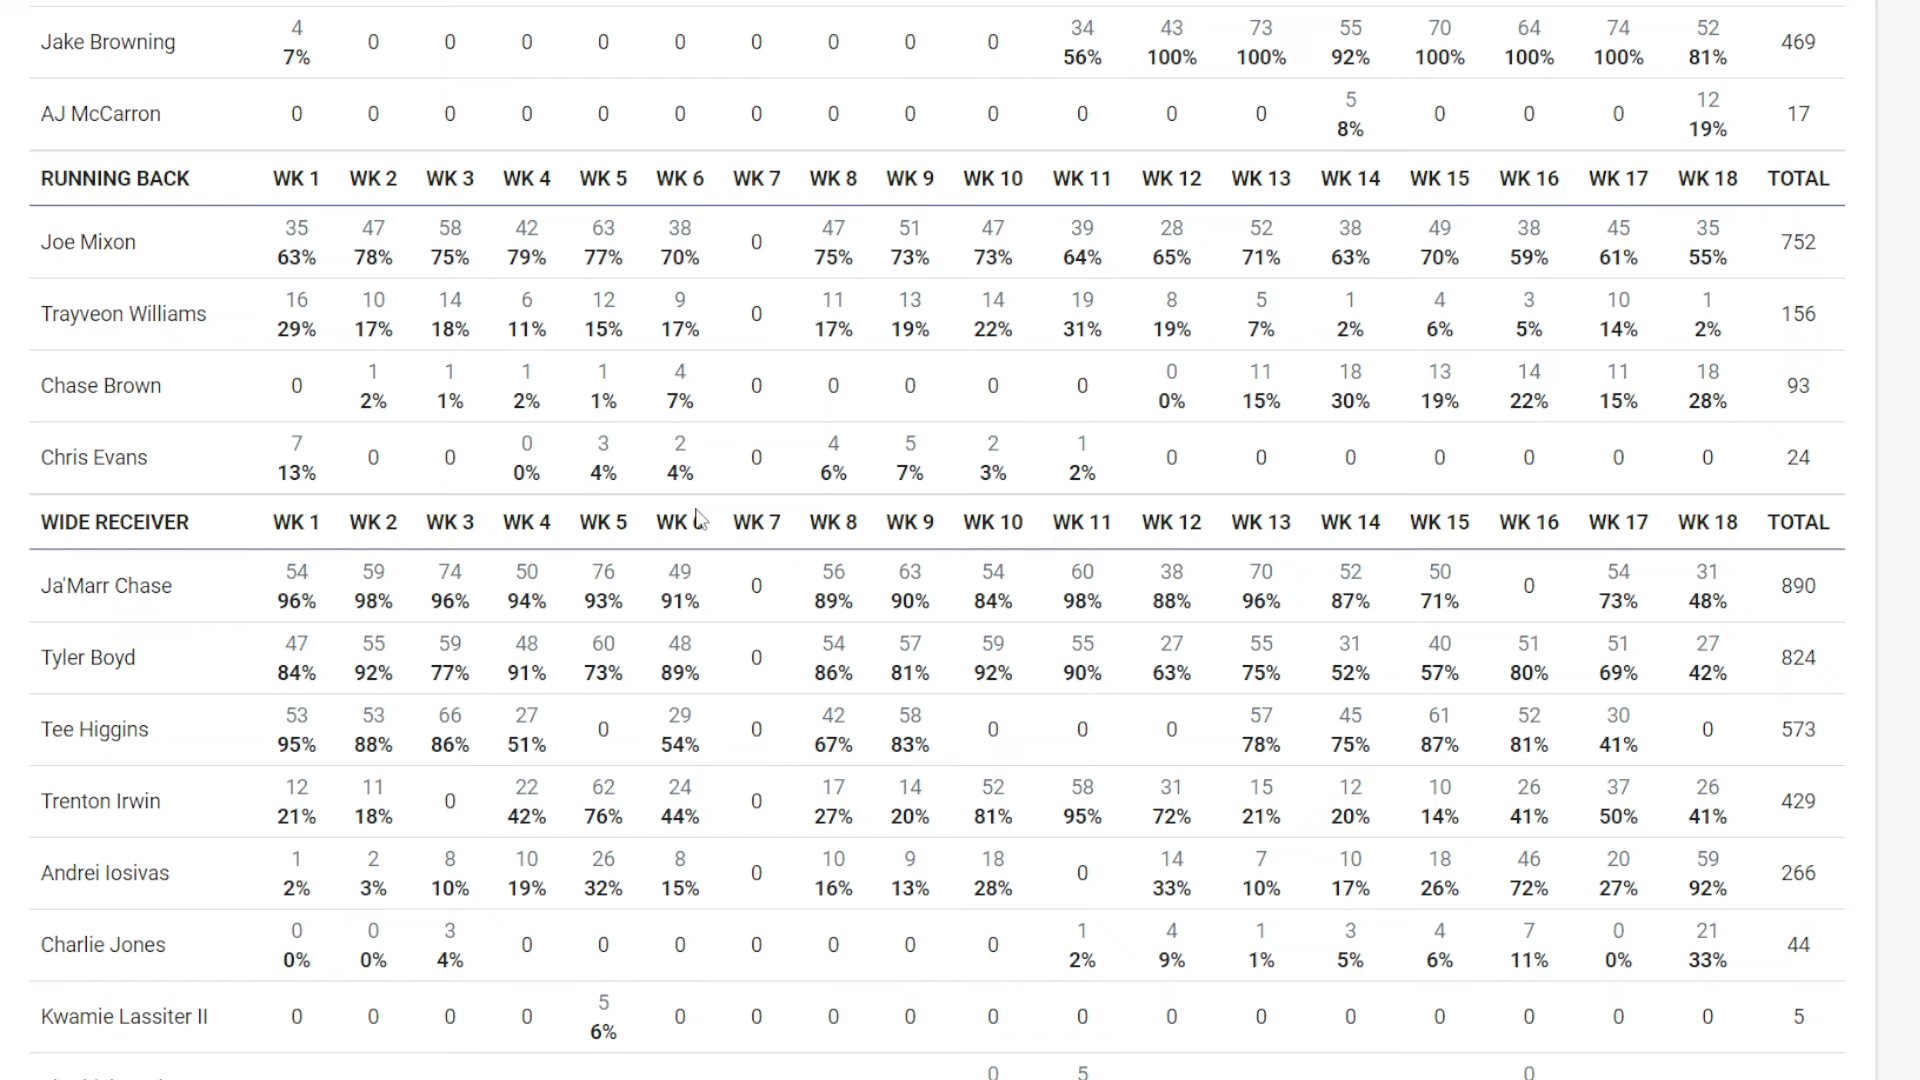 4 34 43 73 55 70 64 74 52
Jake Browning 0 0 0 0 0 0 0 0 0 469
7% 56% 100% 100% 92% 100% 100% 100% 81%
5 12
AJ McCarron 0 0 0 0 0 0 0 0 0 0 0 0 0 0 0 0 17
8% 19%
RUNNING BACK WK 1 WK 2 WK 3 WK 4 WK 5 WK 6 WK 7 WK 8 WK 9 WK 10 WK 11 WK 12 WK 13 WK 14 WK 15 WK 16 WK 17 WK 18 TOTAL
35 47 58 42 63 38 47 51 47 39 28 52 38 49 38 45 35
Joe Mixon 0 752
63% 78% 75% 79% 77% 70% 75% 73% 73% 64% 65% 71% 63% 70% 59% 61% 55%
16 10 14 6 12 9 11 13 14 19 8 5 1 4 3 10 1
Trayveon Williams 0 156
29% 17% 18% 11% 15% 17% 17% 19% 22% 31% 19% 7% 2% 6% 5% 14% 2%
1 1 1 1 4 0 11 18 13 14 11 18
Chase Brown 0 0 0 0 0 0 93
2% 1% 2% 1% 7% 0% 15% 30% 19% 22% 15% 28%
7 0 3 2 4 5 2 1
Chris Evans 0 0 0 0 0 0 0 0 0 0 24
13% 0% 4% 4% 6% 7% 3% 2%
WIDE RECEIVER WK 1 WK 2 WK 3 WK 4 WK 5 WK WK 7 WK 8 WK 9 WK 10 WK 11 WK 12 WK 13 WK 14 WK 15 WK 16 WK 17 WK 18 TOTAL
54 59 74 50 76 49 56 63 54 60 38 70 52 50 54 31
Ja'Marr Chase 0 0 890
96% 98% 96% 94% 93% 91% 89% 90% 84% 98% 88% 96% 87% 71% 73% 48%
47 55 59 48 60 48 54 57 59 55 27 55 31 40 51 51 27
Tyler Boyd 0 824
84% 92% 77% 91% 73% 89% 86% 81% 92% 90% 63% 75% 52% 57% 80% 69% 42%
53 53 66 27 29 42 58 57 45 61 52 30
Tee Higgins 0 0 0 0 0 0 573
95% 88% 86% 51% 54% 67% 83% 78% 75% 87% 81% 41%
12 11 22 62 24 17 14 52 58 31 15 12 10 26 37 26
Trenton Irwin 0 0 429
21% 18% 42% 76% 44% 27% 20% 81% 95% 72% 21% 20% 14% 41% 50% 41%
1 2 8 10 26 8 10 9 18 14 7 10 18 46 20 59
Andrei Iosivas 0 0 266
2% 3% 10% 19% 32% 15% 16% 13% 28% 33% 10% 17% 26% 72% 27% 92%
0 0 3 1 4 1 3 4 7 0 21
Charlie Jones 0 0 0 0 0 0 0 44
0% 0% 4% 2% 9% 1% 5% 6% 11% 0% 33%
5
Kwamie Lassiter II 0 0 0 0 0 0 0 0 0 0 0 0 0 0 0 0 0 5
6%
0 5 0